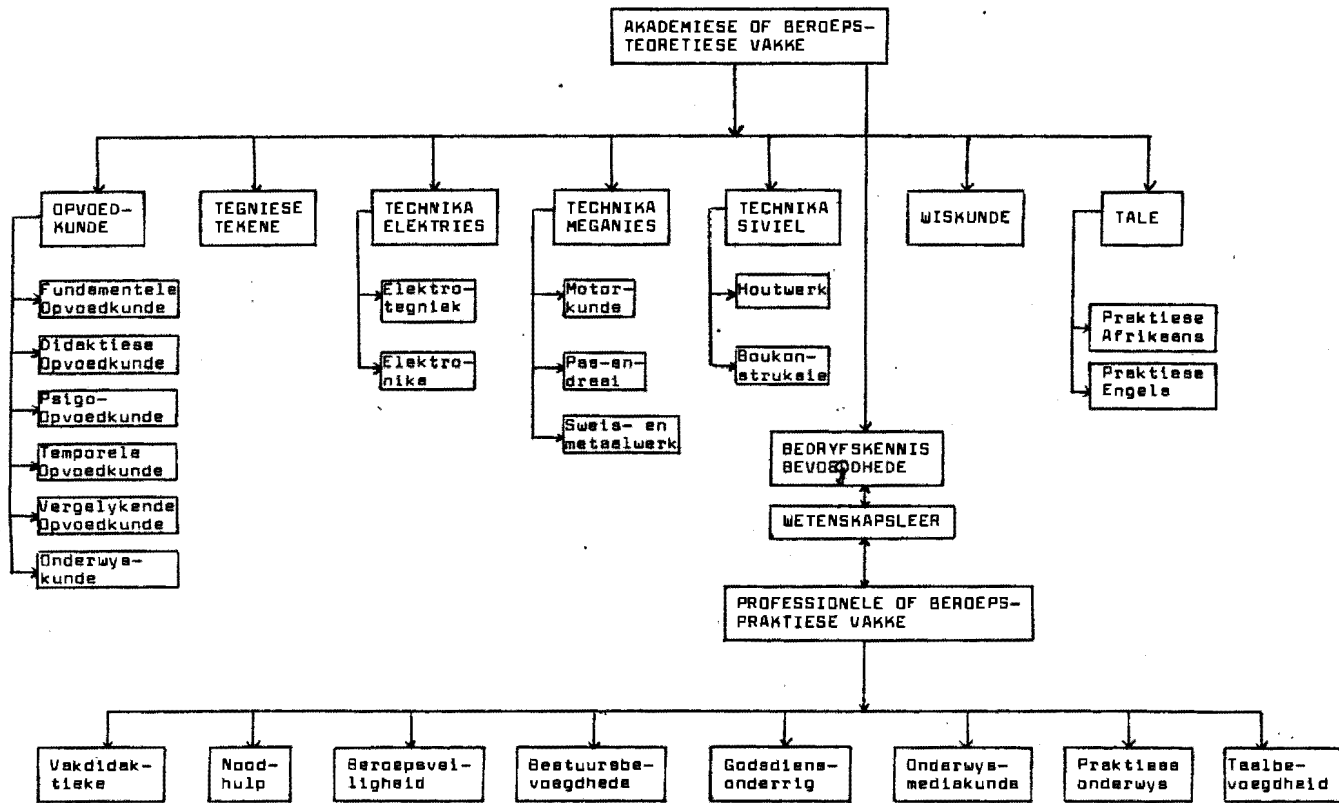 AKADEMIESE OF BEROEPS-
TEORETIESE VAKKE
OPVOED-
KUNDE
TEGNIESE
TEKENE
TECHNIKA
ELEKTRIES
TECHNIKA
MEGANIES
TECHNIKA
SIVIEL
WISKUNDE
TALE
Fundamentele
Opvoedkunde
Didaktiese
Opvoedkunde
Psigo-
Opvoedkunde
Temporele
Opvoedkunde
Vergelykende
Opvoedkunde
Onderwys-
kunde
Elektro-
tegniek
Elektro-
nika
Motor-
kunde
Pas-en-
draai
Sweis- en
metaalwerk
Houtwerk
Boukon-
struksie
Praktiese
Afrikaans
Praktiese
Engels
BEDRYFSKENNIS
BEVOEGDHEDE
WETENSKAPSLEER
PROFESSIONELE OF BEROEPS-
PRAKTIESE VAKKE
Vakdidak-
tieke
Nood-
hulp
Beroepsvei-
ligheid
Bestuursbe-
voegdhede
Godsdiens-
onderrig
Onderwys-
mediakunde
Praktiese
onderwys
Taalbe-
voegdheid